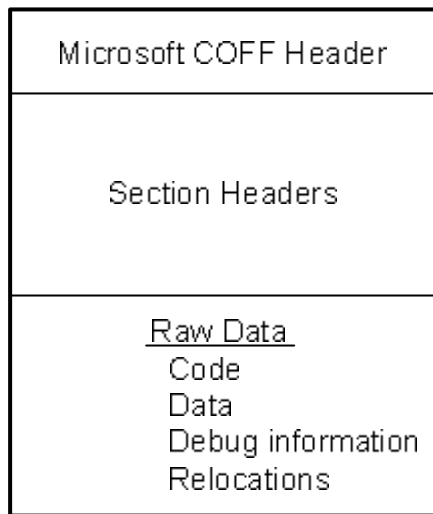 Microsoft COFF Header
Section Headers
Raw Data
Code
Data
Debug information
Relocations